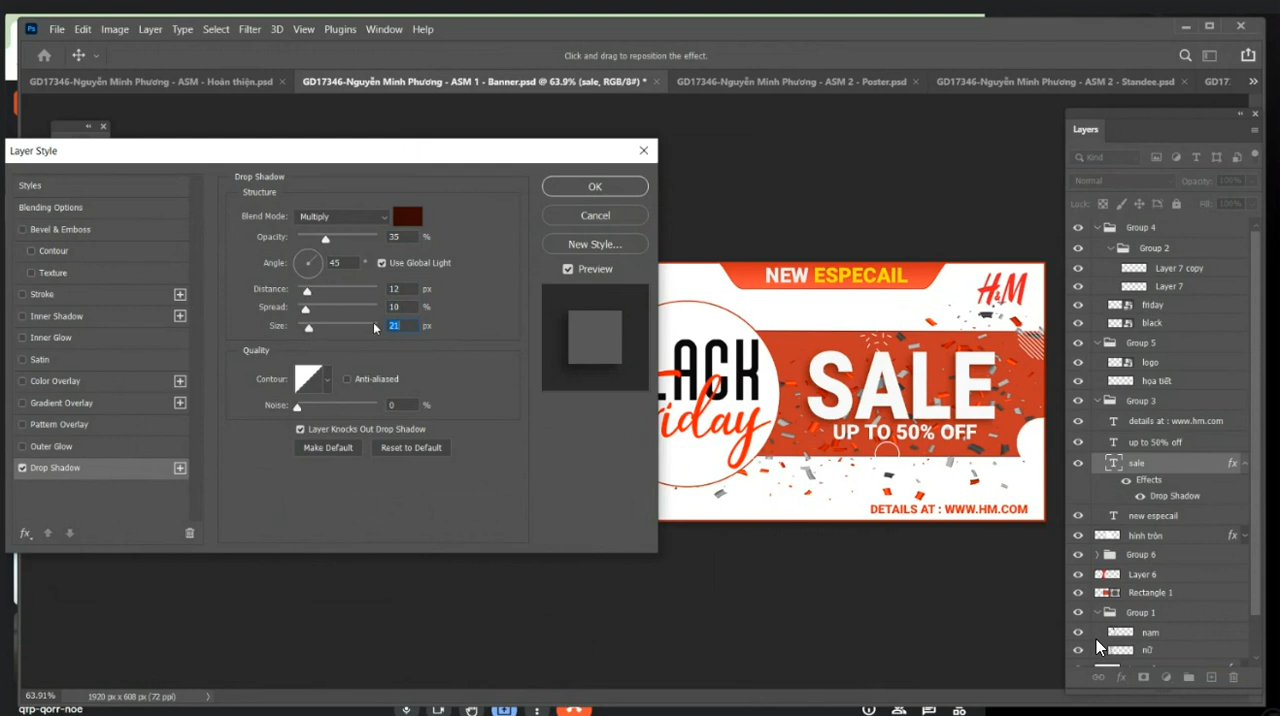 Ps File Edit Image Layer Type Select Filter 3D View Plugins Window Help
Click and drag to reposition the effect.
GD17346-Nguyễn Minh Phương - ASM - Hoàn thiện.psd
GD17346-Nguyễn Minh Phương - ASM 1 - Banner.psd @ 63.9% (sale, RGB/8#) *
GD17346-Nguyễn Minh Phương - ASM 2 - Poster.psd
GD17346-Nguyễn Minh Phương - ASM 2 - Standee.psd
GD17.
Layer Style
Styles
Blending Options
Bevel & Emboss
Contour
Texture
Stroke
Inner Shadow
Inner Glow
Satin
Color Overlay
Gradient Overlay
Pattern Overlay
Outer Glow
Drop Shadow
fx
Drop Shadow
Structure
Blend Mode: Multiply
Opacity: 35 %
Angle: 45 ° Use Global Light
Distance: 12 px
Spread: 10 %
Size: 21 px
Quality
Contour: Anti-aliased
Noise: 0 %
Layer Knocks Out Drop Shadow
Make Default Reset to Default
OK
Cancel
New Style...
Preview
NEW ESPECAIL
H&M
LACK
riday
SALE
UP TO 50% OFF
DETAILS AT : WWW.HM.COM
Layers
Kind
Normal Opacity: 100%
Lock: Fill: 100%
Group 4
Group 2
Layer 7 copy
Layer 7
friday
black
Group 5
logo
họa tiết
Group 3
details at : www.hm.com
up to 50% off
sale fx
Effects
Drop Shadow
new especail
hình tròn fx
Group 6
Layer 6
Rectangle 1
Group 1
nam
nữ
fx
63.91% 1920 px x 608 px (72 ppi)
qtp-qorr-noe